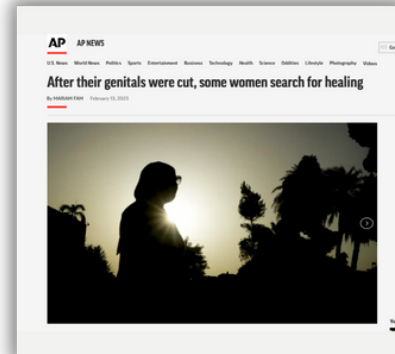 AP AP NEWS
U.S. News World News Politics Sports Entertainment Business Technology Health Science Oddities Lifestyle Photography Videos
After their genitals were cut, some women search for healing
By MARIAM FAM February 13, 2023